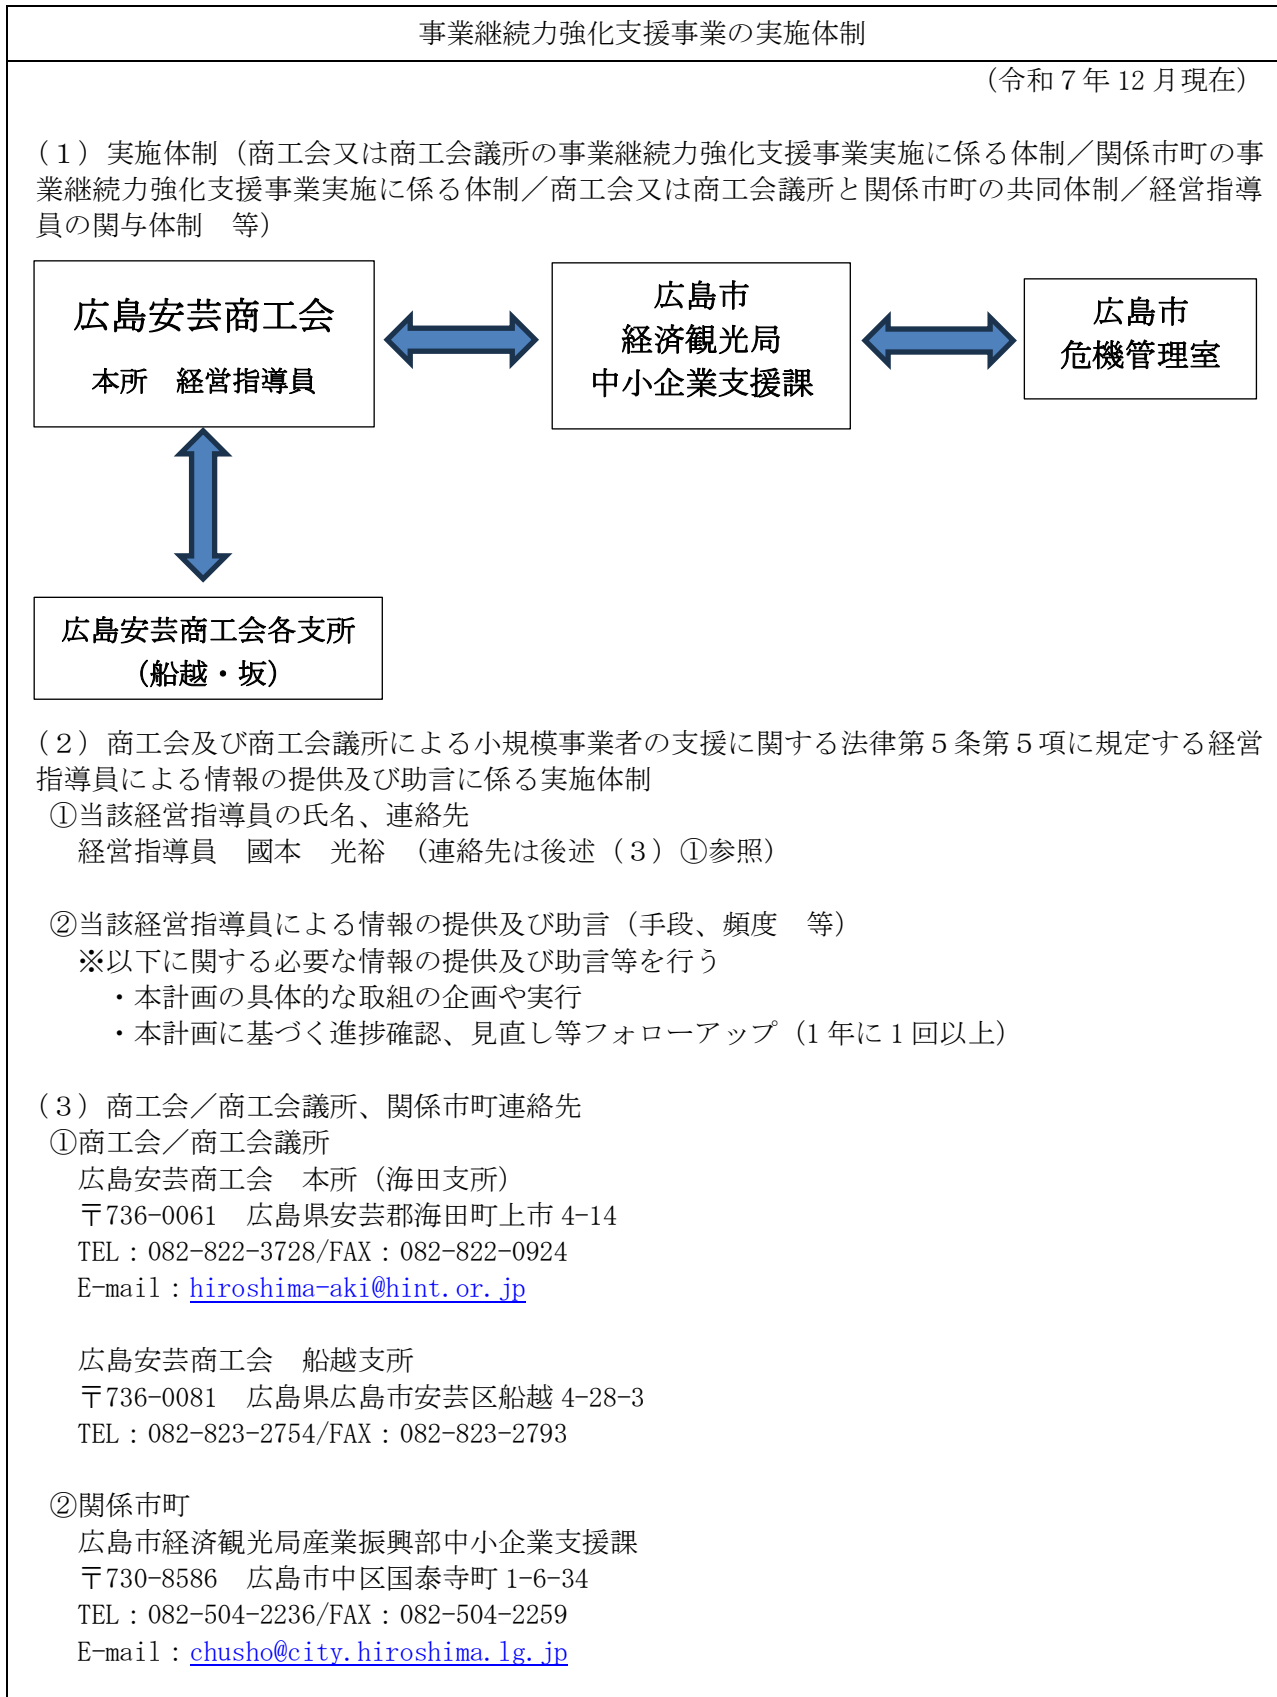 事業継続力強化支援事業の実施体制
（令和７年 12 月現在）
（１）実施体制（商工会又は商工会議所の事業継続力強化支援事業実施に係る体制／関係市町の事
業継続力強化支援事業実施に係る体制／商工会又は商工会議所と関係市町の共同体制／経営指導
員の関与体制　等）
広島安芸商工会
本所　経営指導員
広島市
経済観光局
中小企業支援課
広島市
危機管理室
広島安芸商工会各支所
（船越・坂）
（２）商工会及び商工会議所による小規模事業者の支援に関する法律第５条第５項に規定する経営
指導員による情報の提供及び助言に係る実施体制
①当該経営指導員の氏名、連絡先
経営指導員　國本　光裕　（連絡先は後述（３）①参照）
②当該経営指導員による情報の提供及び助言（手段、頻度　等）
※以下に関する必要な情報の提供及び助言等を行う
・本計画の具体的な取組の企画や実行
・本計画に基づく進捗確認、見直し等フォローアップ（1 年に 1 回以上）
（３）商工会／商工会議所、関係市町連絡先
①商工会／商工会議所
広島安芸商工会　本所（海田支所）
〒736-0061　広島県安芸郡海田町上市 4-14
TEL：082-822-3728/FAX：082-822-0924
E-mail：hiroshima-aki@hint.or.jp
広島安芸商工会　船越支所
〒736-0081　広島県広島市安芸区船越 4-28-3
TEL：082-823-2754/FAX：082-823-2793
②関係市町
広島市経済観光局産業振興部中小企業支援課
〒730-8586　広島市中区国泰寺町 1-6-34
TEL：082-504-2236/FAX：082-504-2259
E-mail：chusho@city.hiroshima.lg.jp